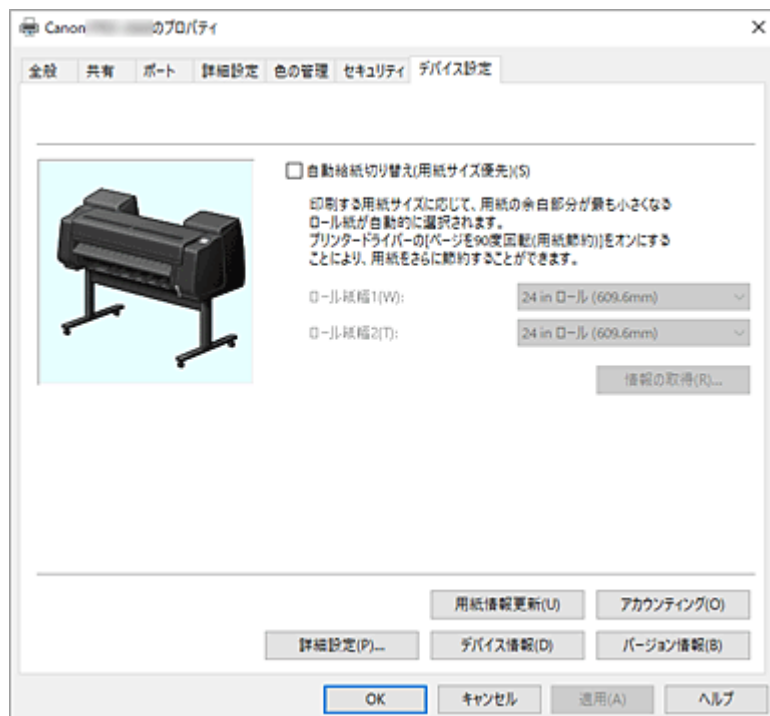 Canon のプロパティ
全般 共有 ポート 詳細設定 色の管理 セキュリティ デバイス設定
自動給紙切り替え(用紙サイズ優先)(S)
印刷する用紙サイズに応じて、用紙の余白部分が最も小さくなる
ロール紙が自動的に選択されます。
プリンタードライバーの[ページを90度回転(用紙節約)]をオンにする
ことにより、用紙をさらに節約することができます。
ロール紙幅1(W): 24 in ロール (609.6mm)
ロール紙幅2(T): 24 in ロール (609.6mm)
情報の取得(R)...
用紙情報更新(U) アカウンティング(O)
詳細設定(P)... デバイス情報(D) バージョン情報(B)
OK キャンセル 適用(A) ヘルプ